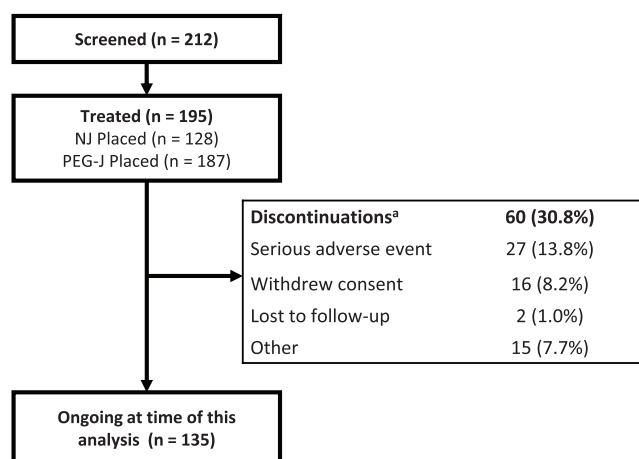 Screened (n = 212)
Treated (n = 195)
NJ Placed (n = 128)
PEG-J Placed (n = 187)
Discontinuationsᵃ 60 (30.8%)
Serious adverse event 27 (13.8%)
Withdrew consent 16 (8.2%)
Lost to follow-up 2 (1.0%)
Other 15 (7.7%)
Ongoing at time of this
analysis (n = 135)